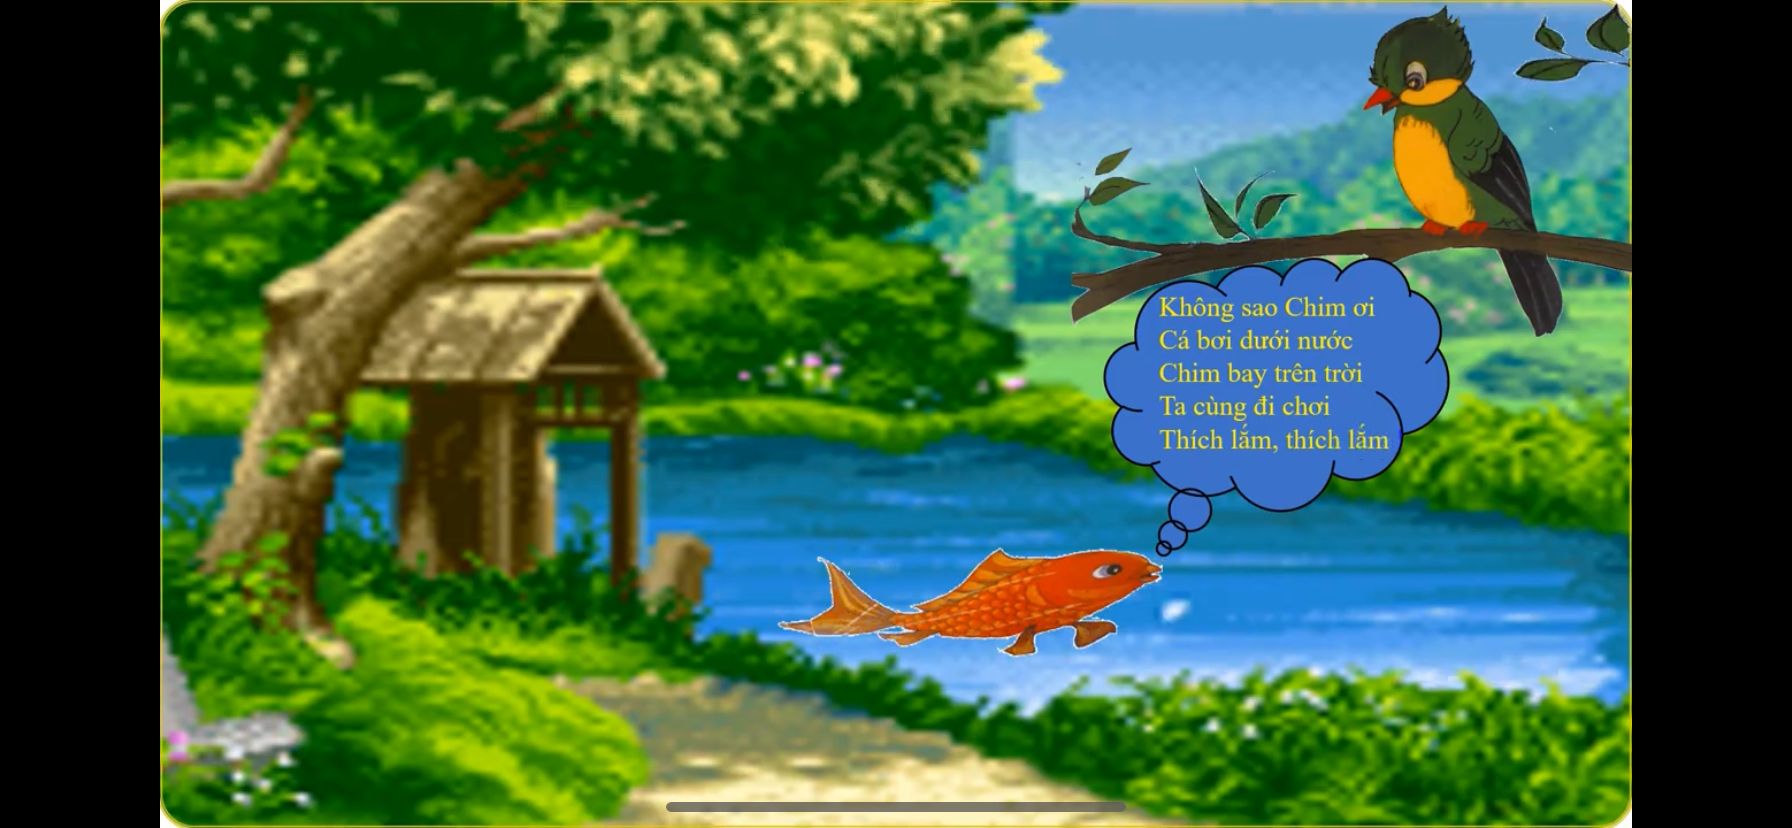 Không sao Chim ơi
Cá bơi dưới nước
Chim bay trên trời
Ta cùng đi chơi
Thích lắm, thích lắm